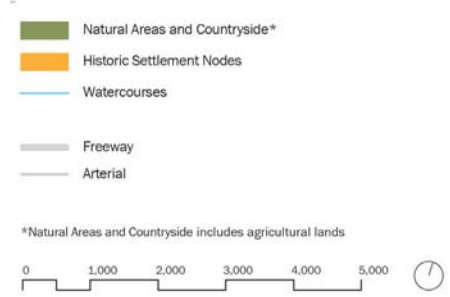 Natural Areas and Countryside*
Historic Settlement Nodes
Watercourses
Freeway
Arterial
*Natural Areas and Countryside includes agricultural lands
0 1,000 2,000 3,000 4,000 5,000